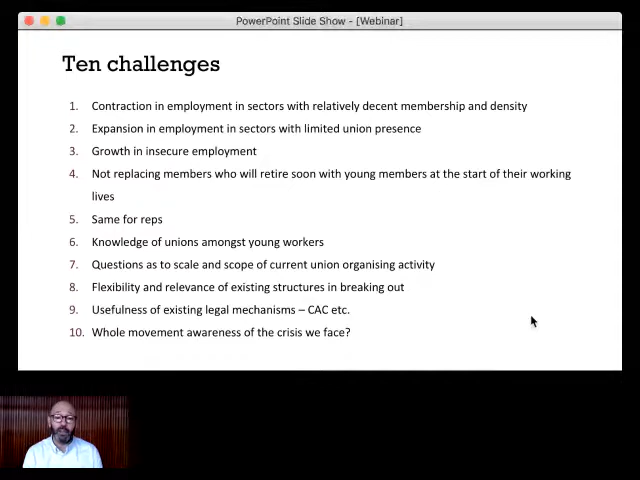 PowerPoint Slide Show - [Webinar]
Ten challenges
1. Contraction in employment in sectors with relatively decent membership and density
2. Expansion in employment in sectors with limited union presence
3. Growth in insecure employment
4. Not replacing members who will retire soon with young members at the start of their working
lives
5. Same for reps
6. Knowledge of unions amongst young workers
7. Questions as to scale and scope of current union organising activity
8. Flexibility and relevance of existing structures in breaking out
9. Usefulness of existing legal mechanisms – CAC etc.
10. Whole movement awareness of the crisis we face?